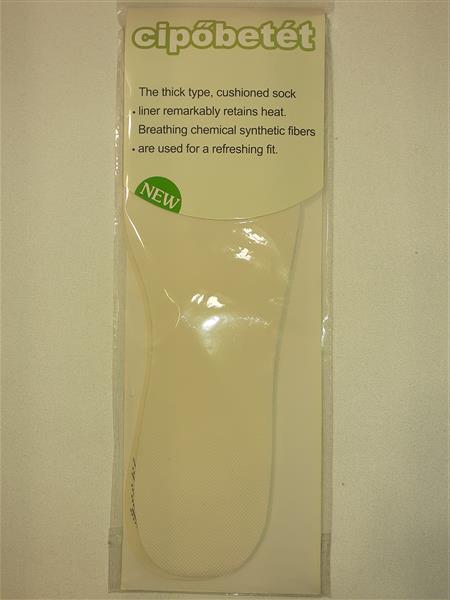 cipőbetét
The thick type, cushioned sock
• liner remarkably retains heat.
Breathing chemical synthetic fibers
• are used for a refreshing fit.
NEW